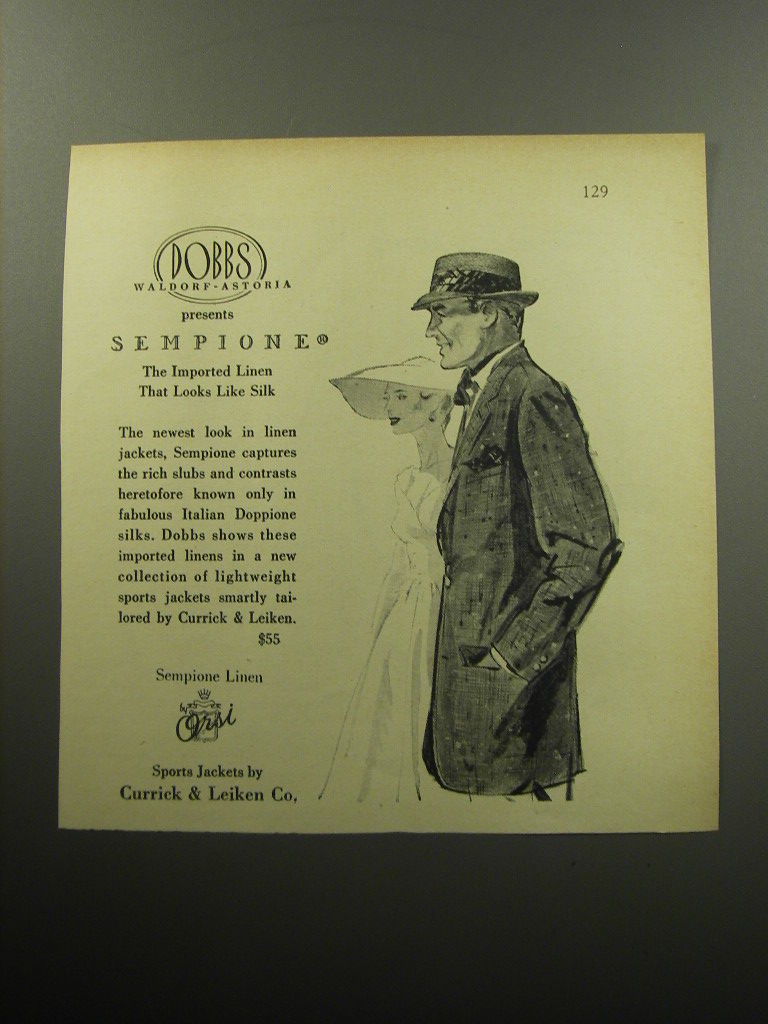 129
DOBBS
WALDORF-ASTORIA
presents
SEMPIONE®
The Imported Linen
That Looks Like Silk
The newest look in linen
jackets, Sempione captures
the rich slubs and contrasts
heretofore known only in
fabulous Italian Doppione
silks. Dobbs shows these
imported linens in a new
collection of lightweight
sports jackets smartly tai-
lored by Currick & Leiken.
$55
Sempione Linen
by Orsi
Sports Jackets by
Currick & Leiken Co.